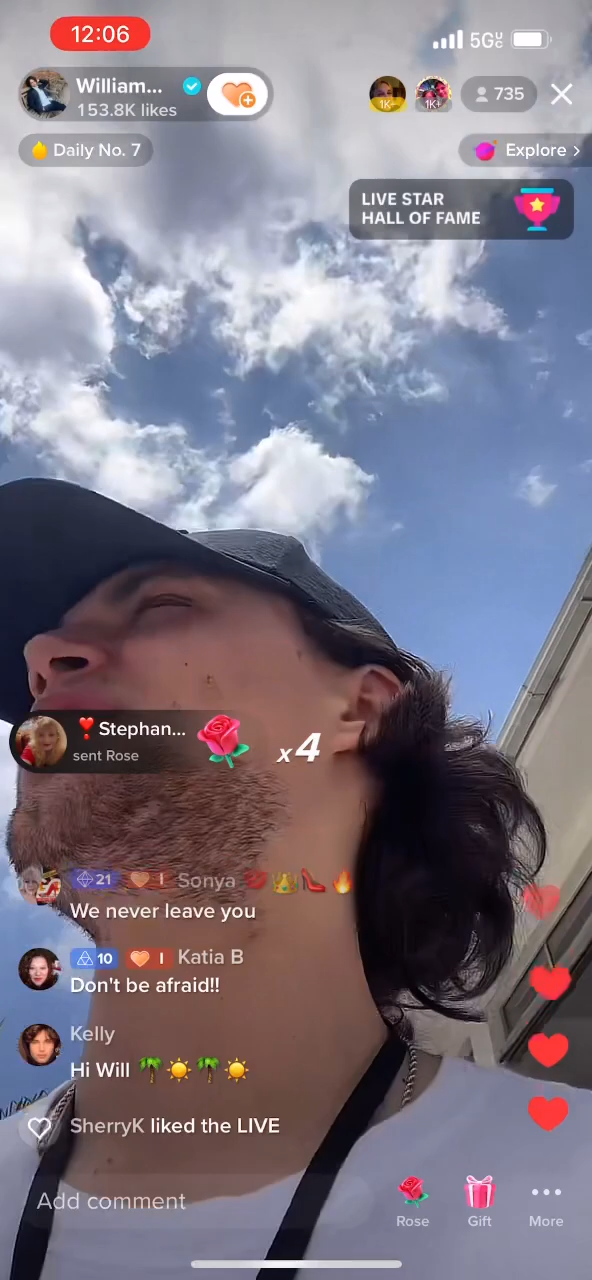 12:06
5GUC
William...
153.8K likes
1K+
1K+
735
Daily No. 7
Explore >
LIVE STAR
HALL OF FAME
Stephan...
sent Rose
x4
21
I
Sonya
We never leave you
10
I
Katia B
Don't be afraid!!
Kelly
Hi Will
SherryK liked the LIVE
Add comment
Rose
Gift
More